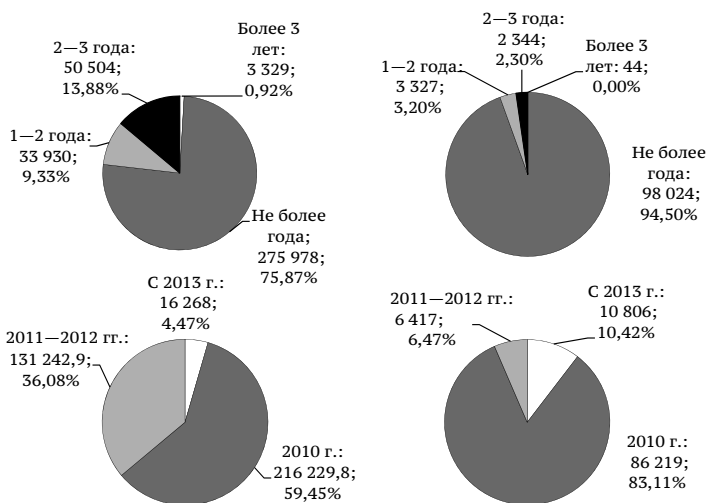 2—3 года:
50 504;
13,88%
Более 3
лет:
3 329;
0,92%
1—2 года:
33 930;
9,33%
Не более
года;
275 978;
75,87%
2—3 года:
2 344;
2,30%
Более 3
лет: 44;
0,00%
1—2 года:
3 327;
3,20%
Не более
года:
98 024;
94,50%
С 2013 г.:
16 268;
4,47%
2011—2012 гг.:
131 242,9;
36,08%
2010 г.:
216 229,8;
59,45%
2011—2012 гг.:
6 417;
6,47%
С 2013 г.:
10 806;
10,42%
2010 г.:
86 219;
83,11%